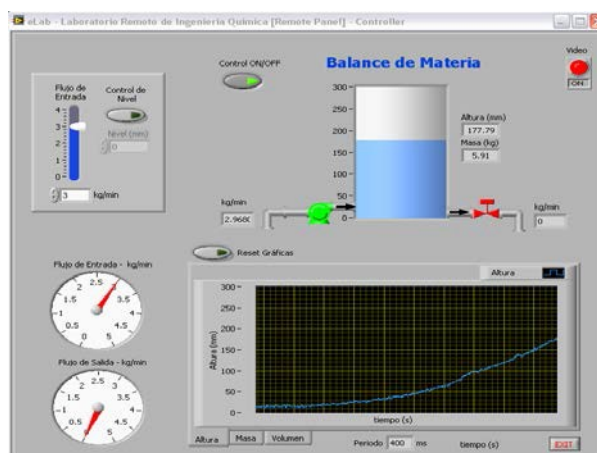 eLab - Laboratorio Remoto de Ingeniería Química [Remote Panel] - Controller
Video
ON
Control ON/OFF
Balance de Materia
Flujo de Entrada
Control de Nivel
4
3
2
1
0
Nivel (mm)
0
3 kg/min
300
250
200
150
100
50
0
Altura (mm)
177.79
Masa (kg)
5.91
kg/min
2.968
kg/min
0
Reset Gráficas
Altura
Flujo de Entrada - kg/min
0 0.5 1 1.5 2 2.5 3 3.5 4 4.5 5
Flujo de Salida - kg/min
0 0.5 1 1.5 2 2.5 3 3.5 4 4.5 5
Altura (mm)
300
250
200
150
100
50
0
tiempo (s)
Altura Masa Volumen
Periodo 400 ms
tiempo (s)
EXIT